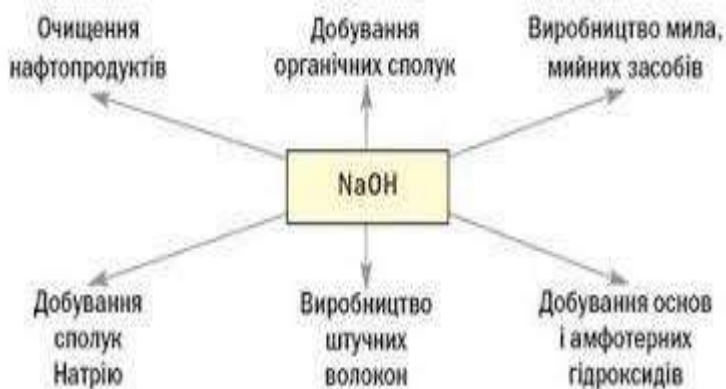 Очищення
нафтопродуктів
Добування
органічних сполук
Виробництво мила,
мийних засобів
NaOH
Добування
сполук
Натрію
Виробництво
штучних
волокон
Добування основ
і амфотерних
гідроксидів